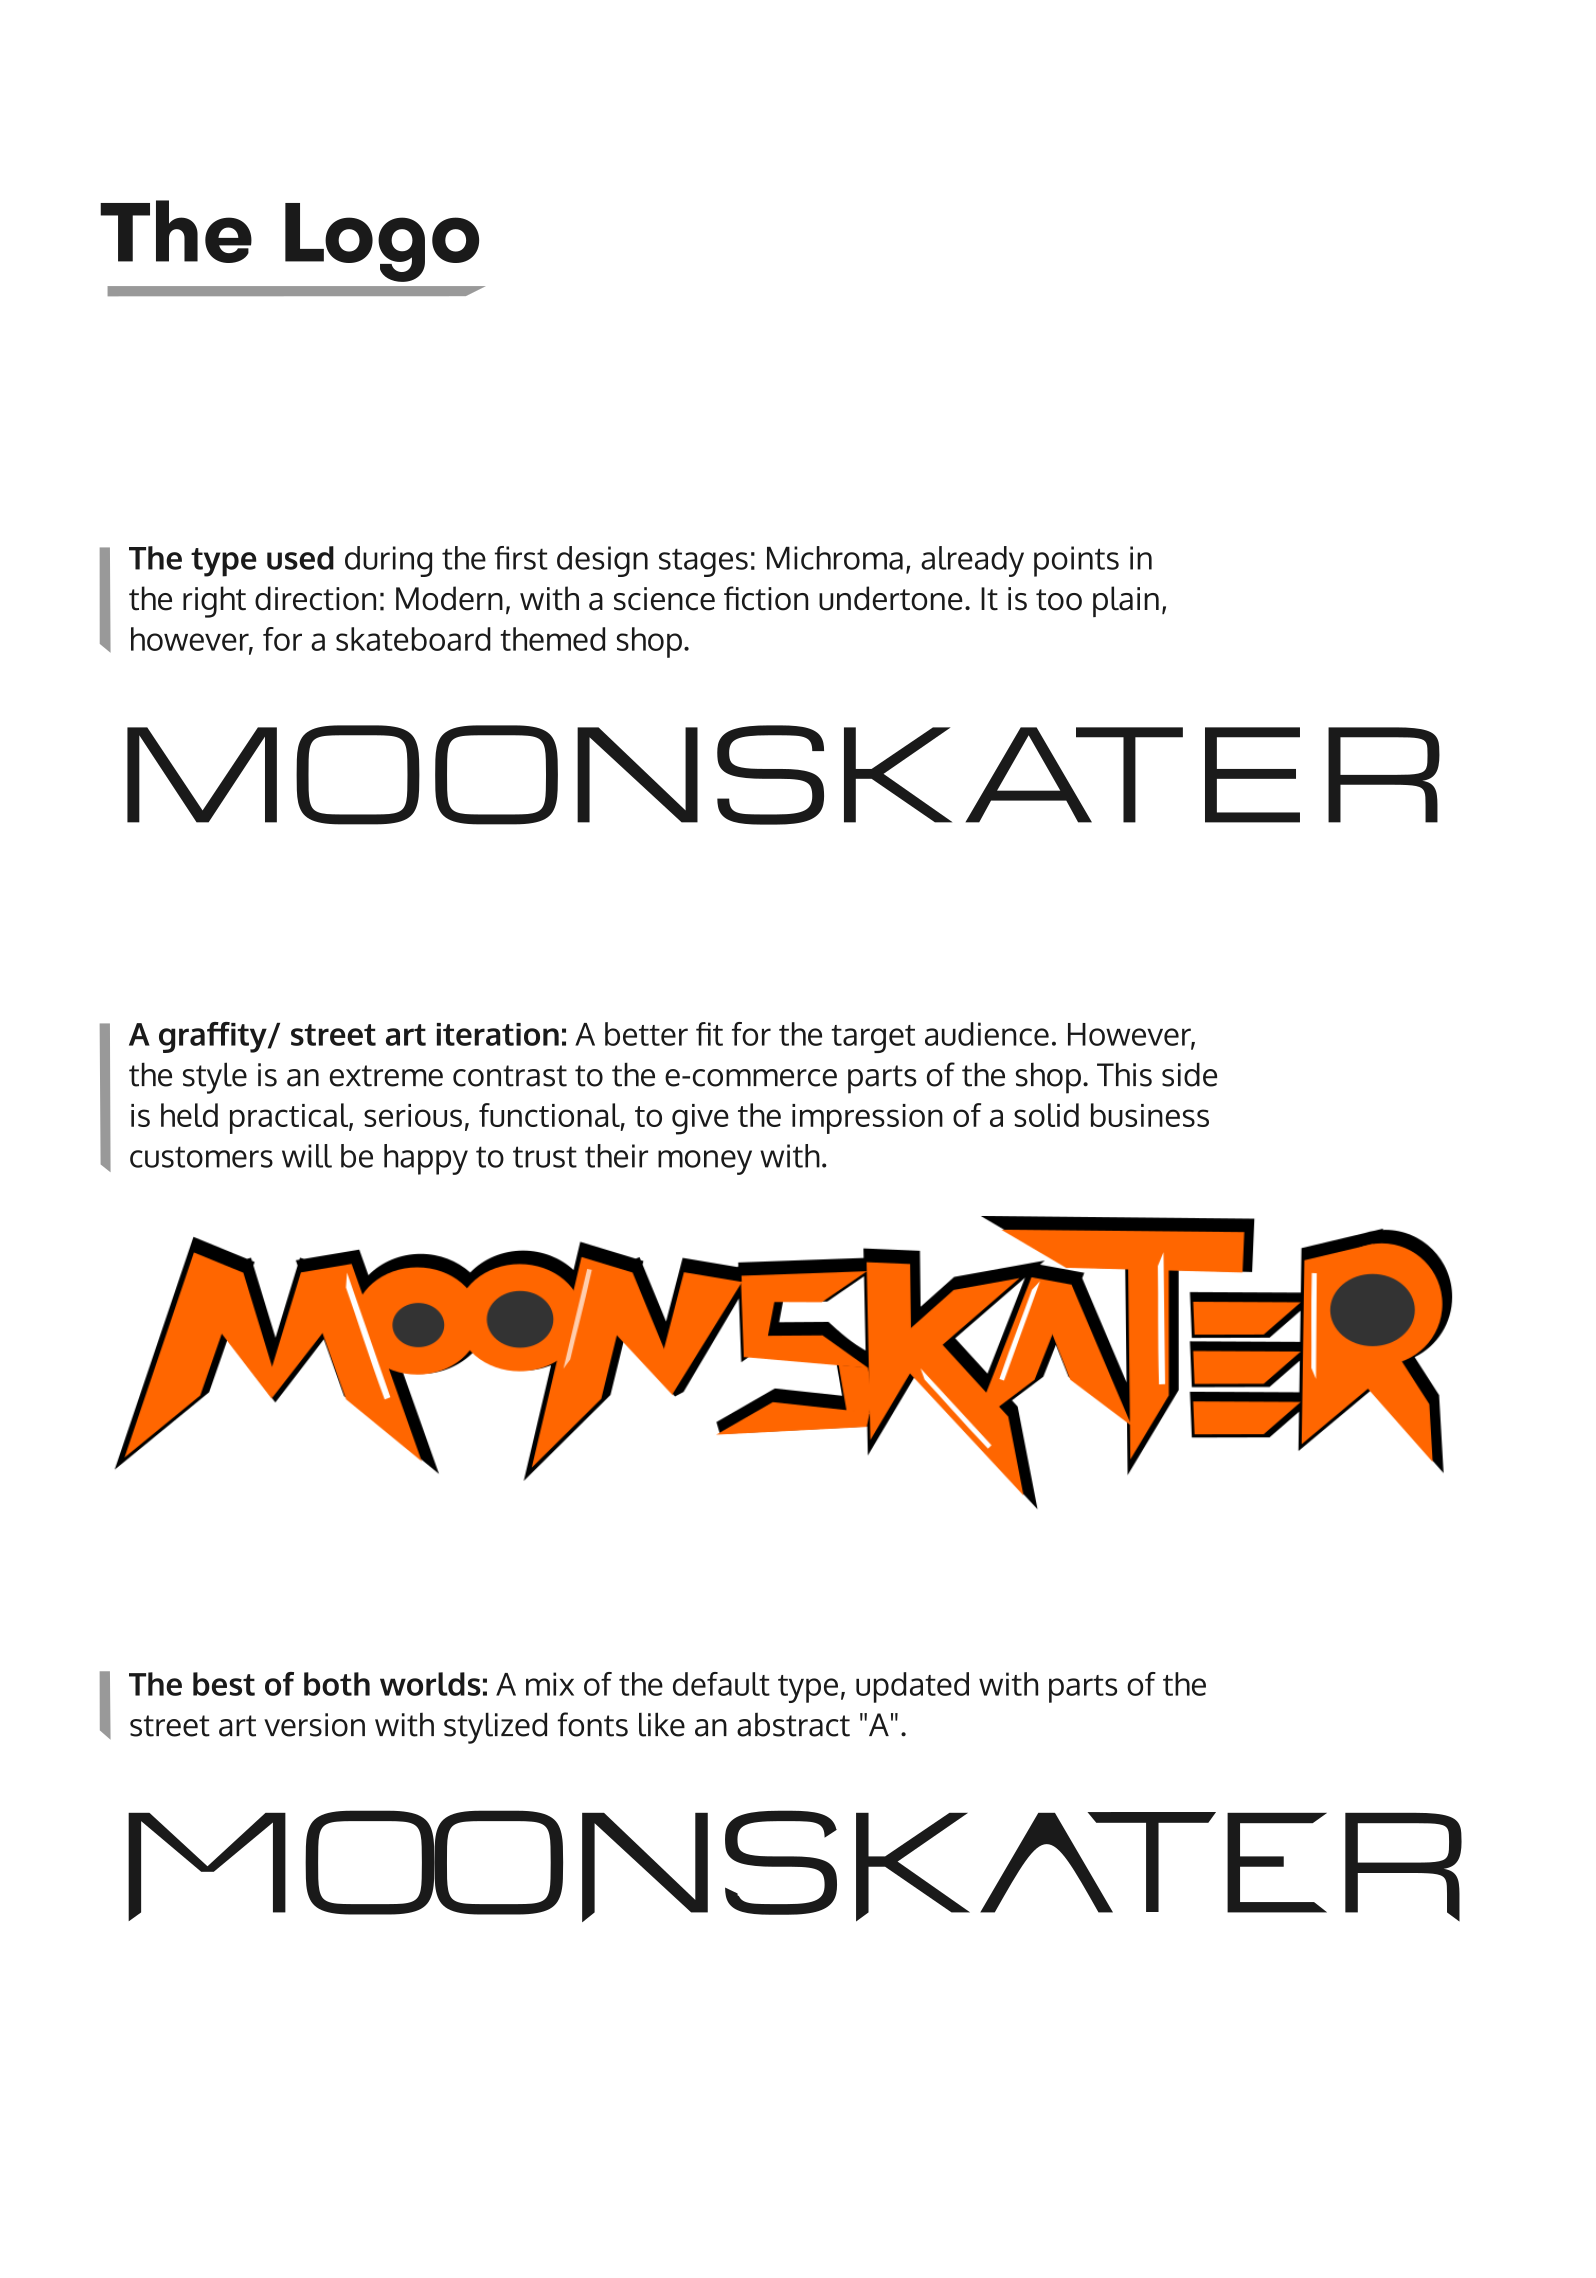 The Logo
The type used during the first design stages: Michroma, already points in
the right direction: Modern, with a science fiction undertone. It is too plain,
however, for a skateboard themed shop.
MOONSKATER
A graffity/ street art iteration: A better fit for the target audience. However,
the style is an extreme contrast to the e-commerce parts of the shop. This side
is held practical, serious, functional, to give the impression of a solid business
customers will be happy to trust their money with.
MOONSKATER
The best of both worlds: A mix of the default type, updated with parts of the
street art version with stylized fonts like an abstract "A".
MOONSKATER